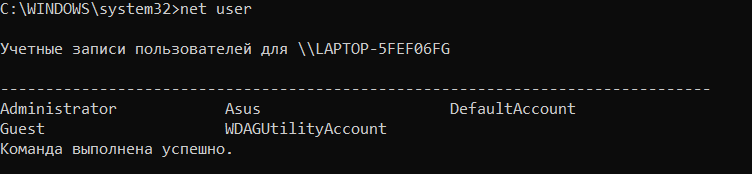 C:\WINDOWS\system32>net user
Учетные записи пользователей для \\LAPTOP-5FEF06FG
-------------------------------------------------------------------------------
Administrator            Asus                     DefaultAccount
Guest                    WDAGUtilityAccount
Команда выполнена успешно.